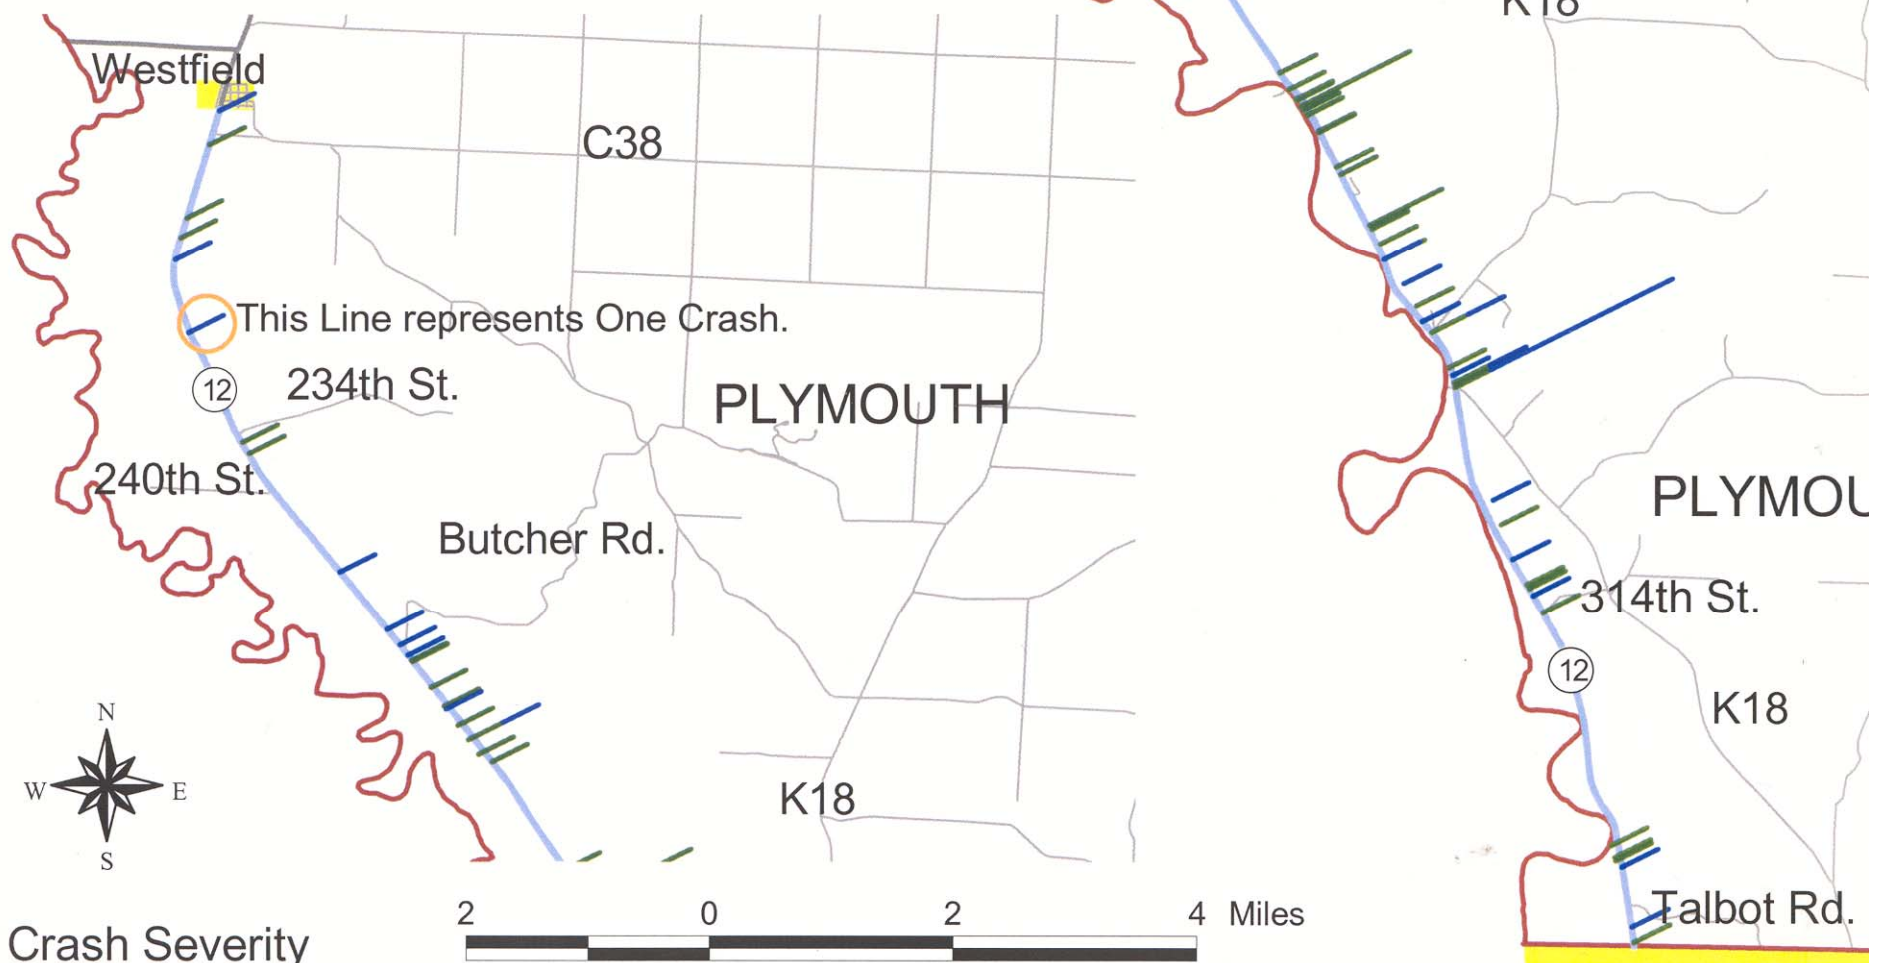 K18
Westfield
C38
This Line represents One Crash.
12
234th St.
PLYMOUTH
240th St.
PLYMOU
Butcher Rd.
314th St.
12
N
W
E
S
K18
K18
2
0
2
4 Miles
Talbot Rd.
Crash Severity